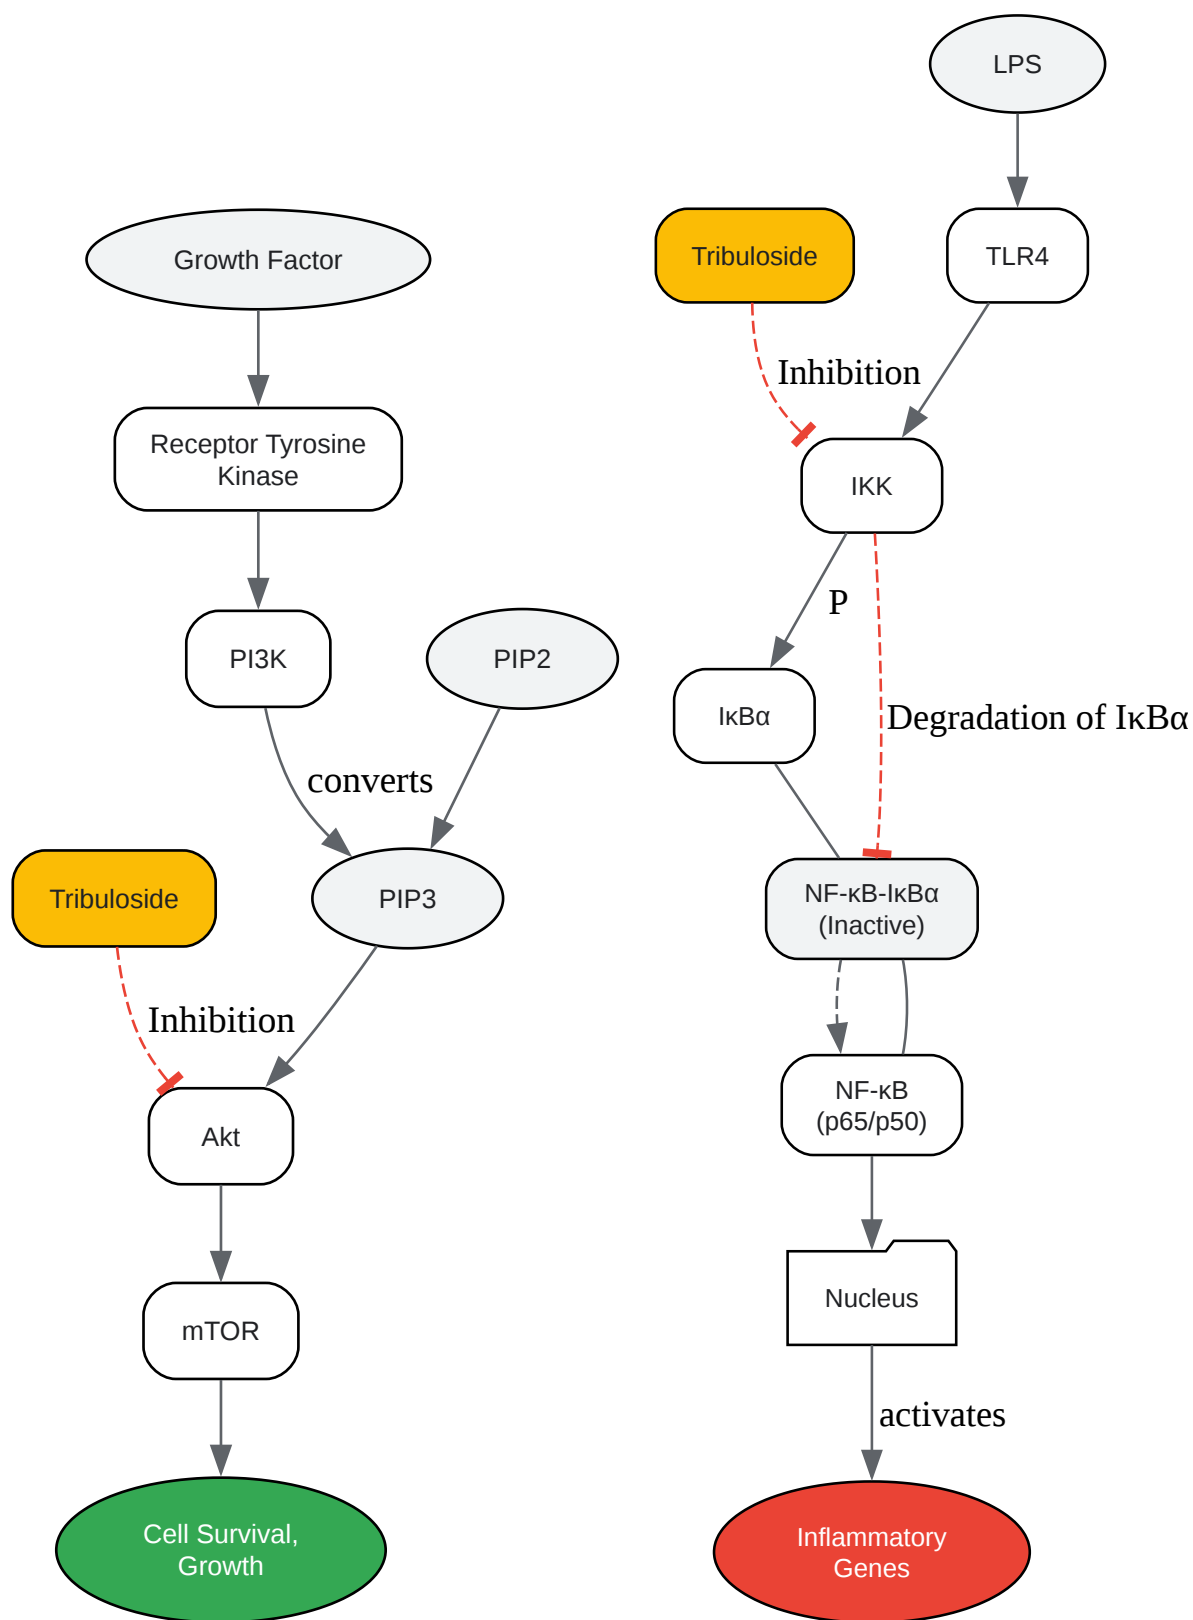 Growth Factor
Receptor Tyrosine
Kinase
PI3K
PIP2
converts
Tribuloside
PIP3
Inhibition
Akt
mTOR
Cell Survival,
Growth
LPS
Tribuloside
TLR4
Inhibition
IKK
P
IκBα
Degradation of IκBα
NF-κB-IκBα
(Inactive)
NF-κB
(p65/p50)
Nucleus
activates
Inflammatory
Genes